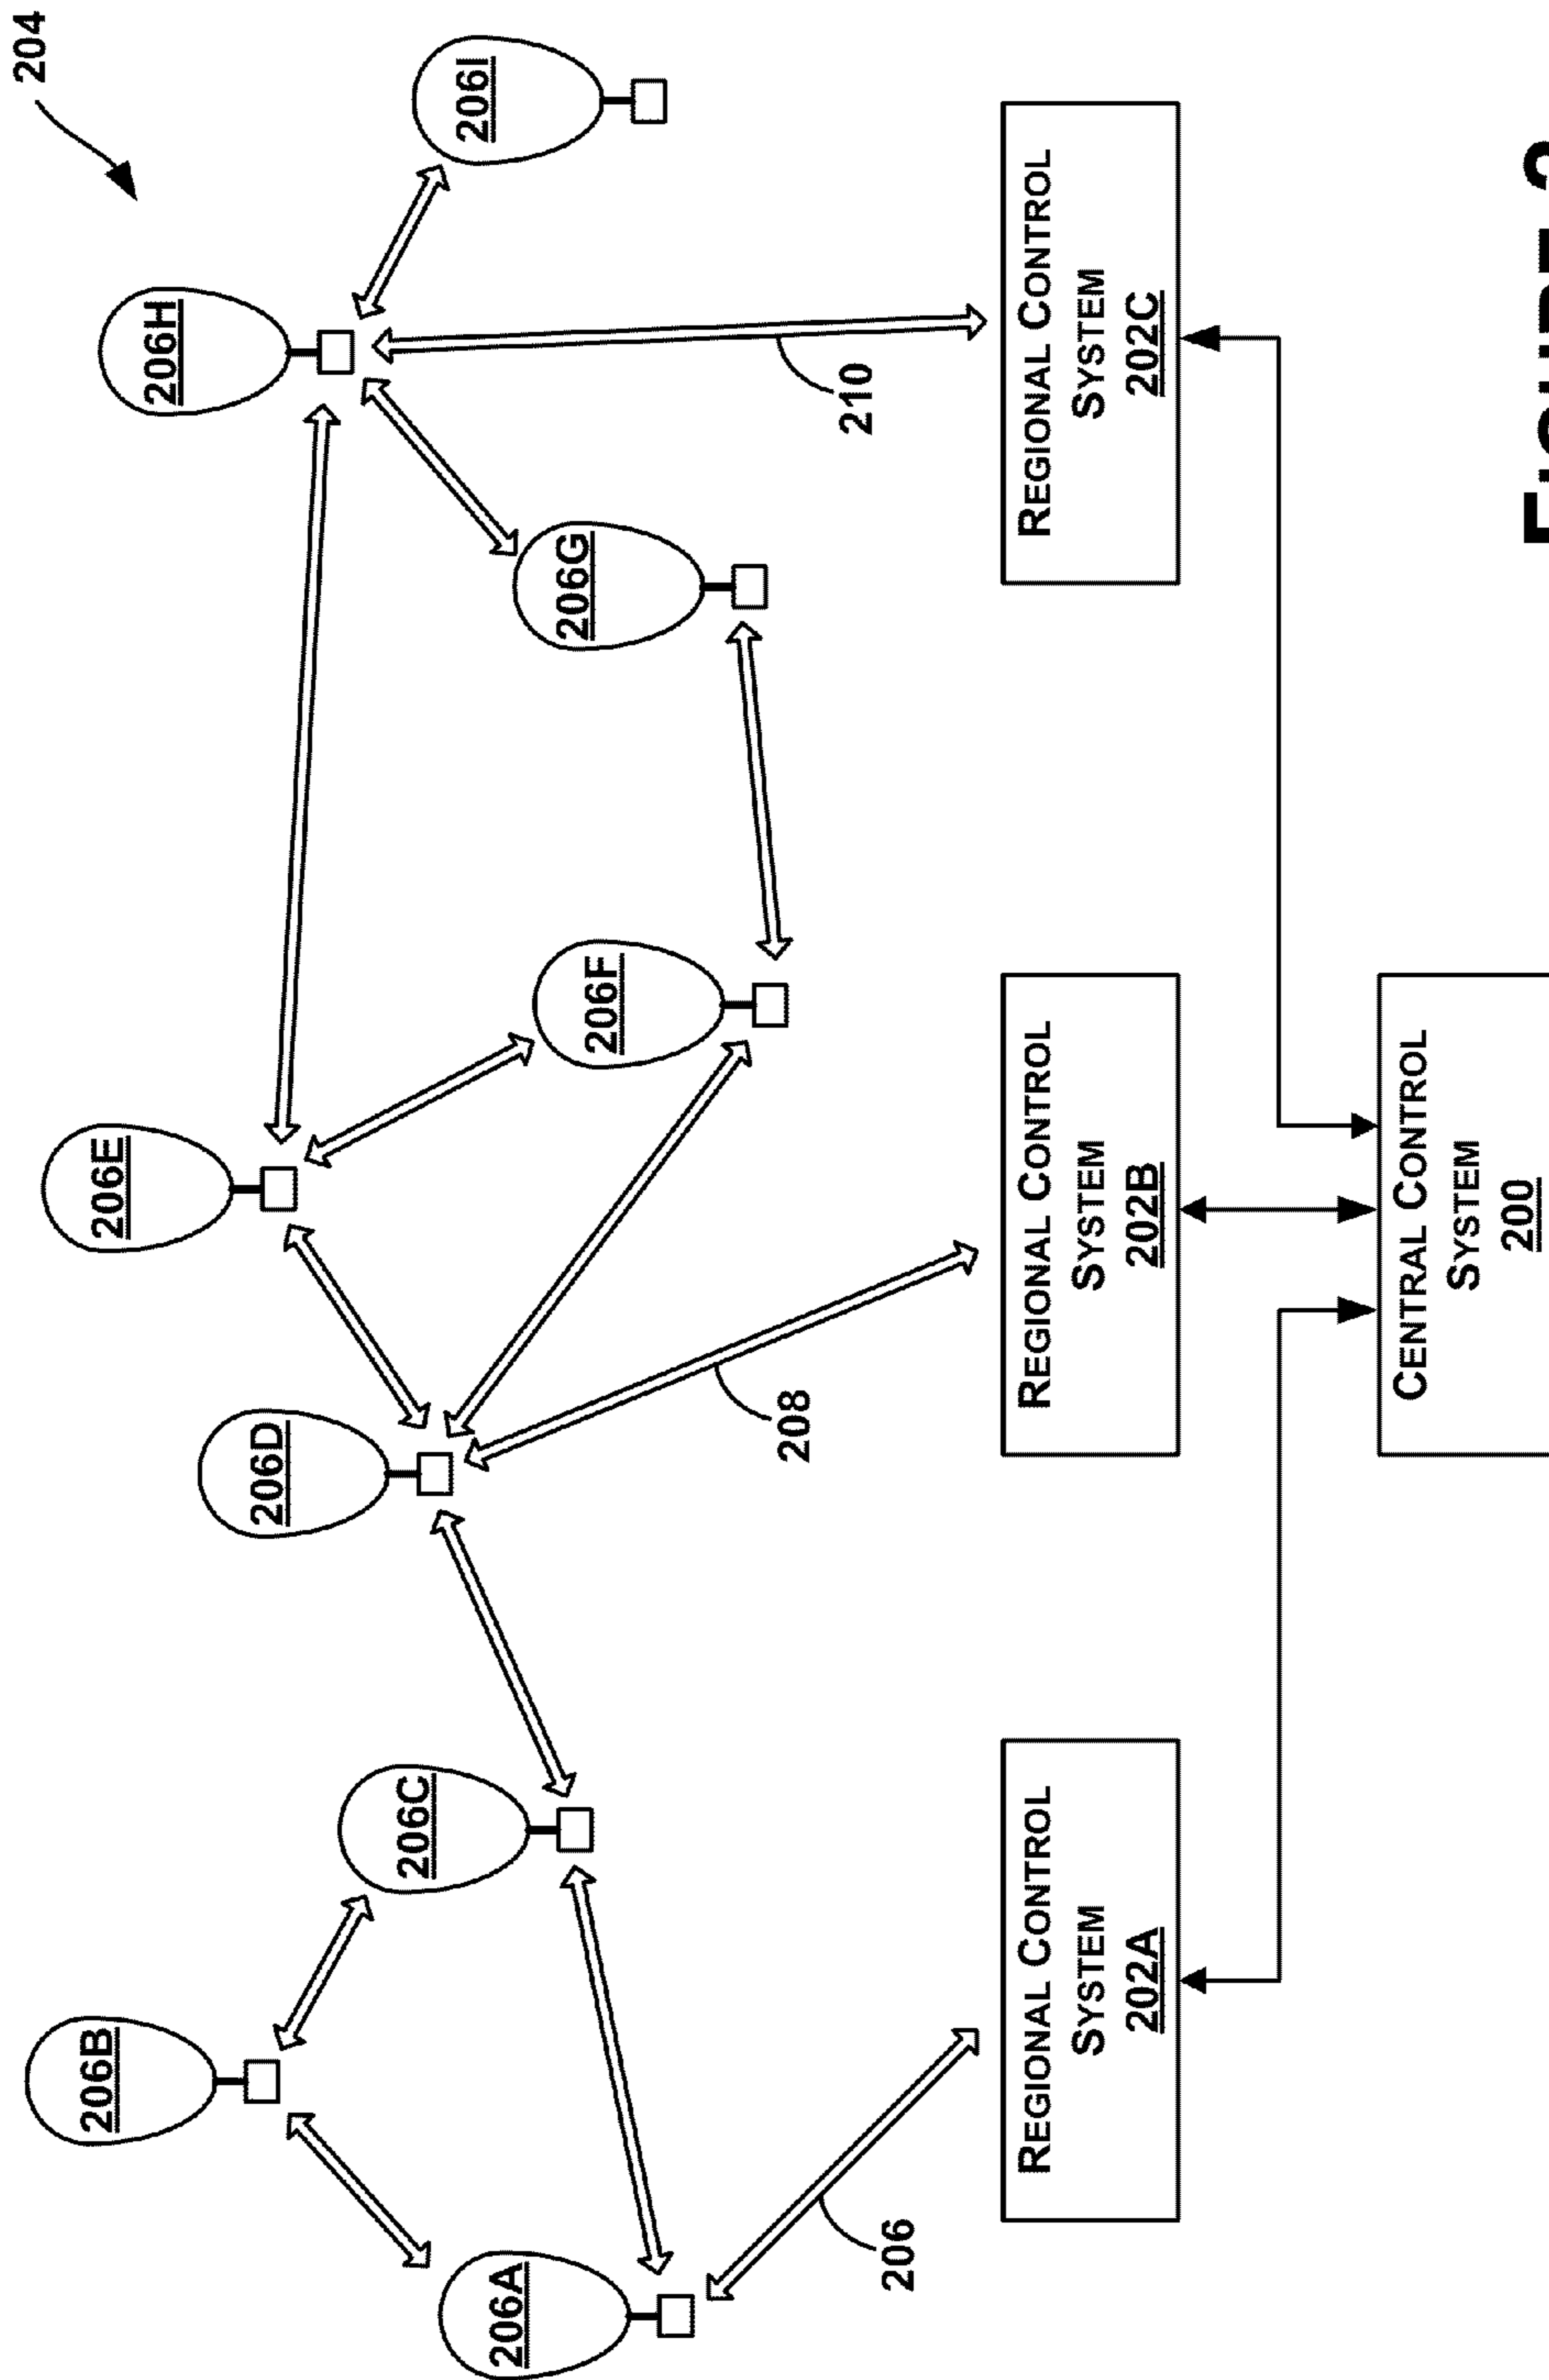 204
206B
206E
206H
206D
206C
206I
206A
206F
206G
206
208
210
REGIONAL CONTROL
SYSTEM
202A
REGIONAL CONTROL
SYSTEM
202B
REGIONAL CONTROL
SYSTEM
202C
CENTRAL CONTROL
SYSTEM
200